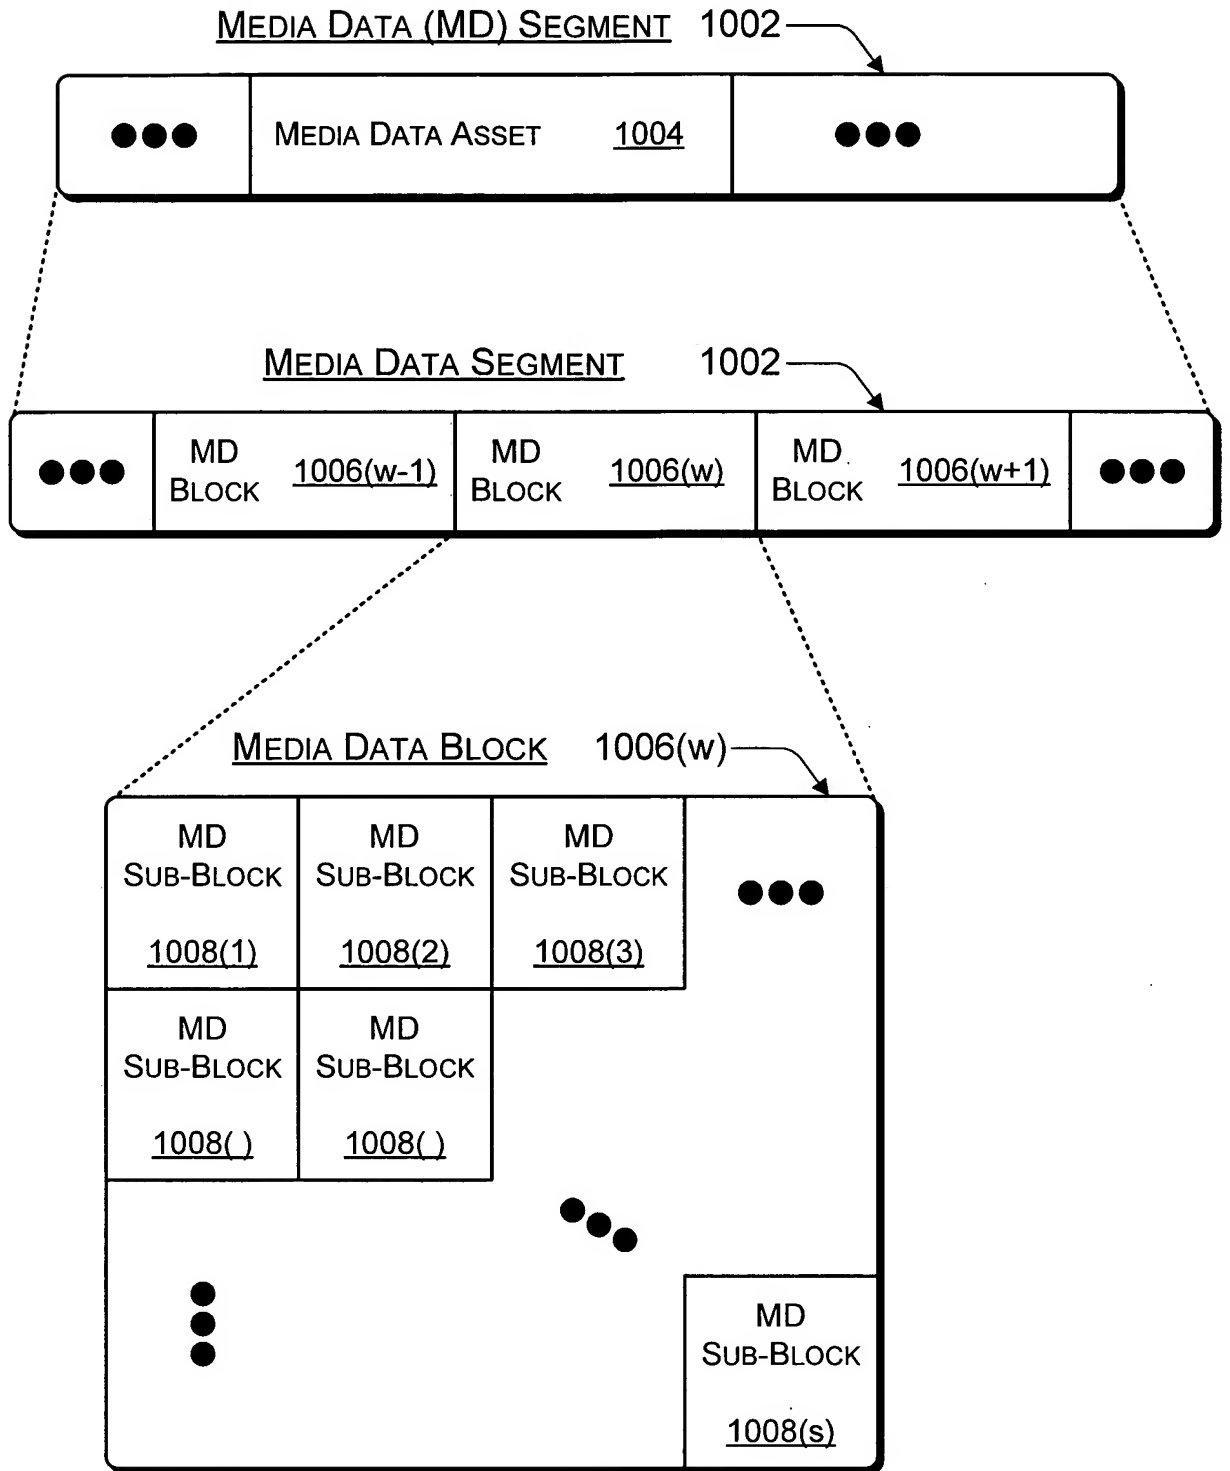 MEDIA DATA (MD) SEGMENT 1002
MEDIA DATA ASSET 1004
MEDIA DATA SEGMENT 1002
MD BLOCK 1006(w-1)
MD BLOCK 1006(w)
MD BLOCK 1006(w+1)
MEDIA DATA BLOCK 1006(w)
MD
SUB-BLOCK
1008(1)
MD
SUB-BLOCK
1008(2)
MD
SUB-BLOCK
1008(3)
MD
SUB-BLOCK
1008( )
MD
SUB-BLOCK
1008( )
MD
SUB-BLOCK
1008(s)